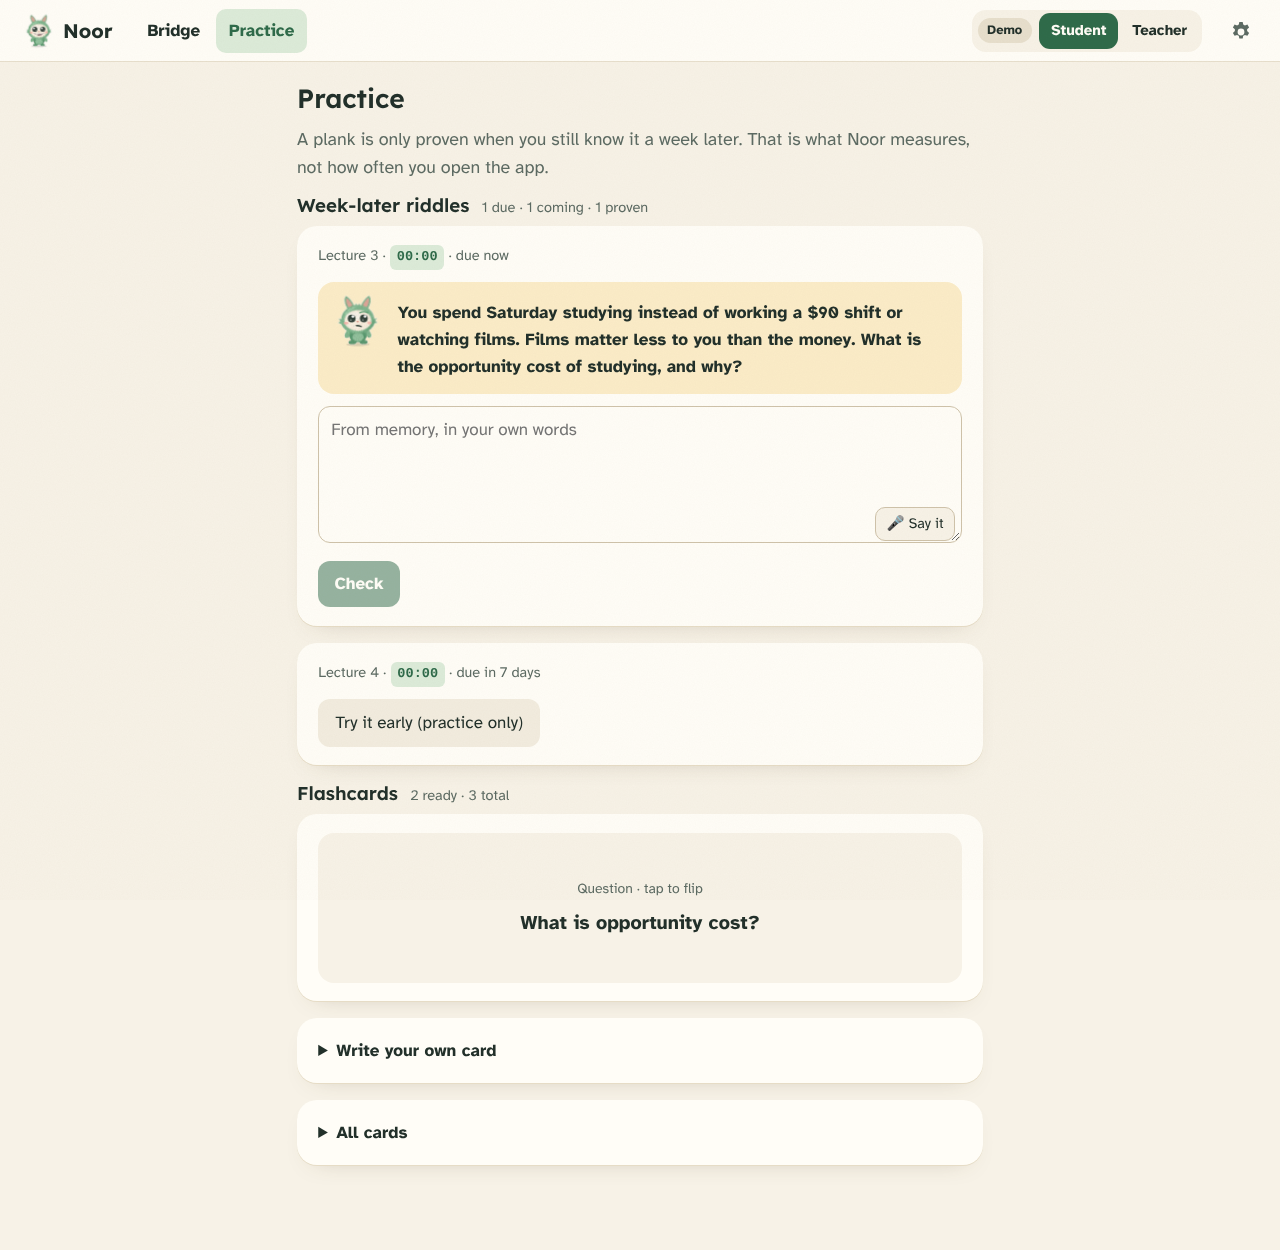 Noor
Bridge
Practice
Demo
Student
Teacher
Practice
A plank is only proven when you still know it a week later. That is what Noor measures,
not how often you open the app.
Week-later riddles 1 due · 1 coming · 1 proven
Lecture 3 · 00:00 · due now
You spend Saturday studying instead of working a $90 shift or
watching films. Films matter less to you than the money. What is
the opportunity cost of studying, and why?
From memory, in your own words
🎤 Say it
Check
Lecture 4 · 00:00 · due in 7 days
Try it early (practice only)
Flashcards 2 ready · 3 total
Question · tap to flip
What is opportunity cost?
▶ Write your own card
▶ All cards